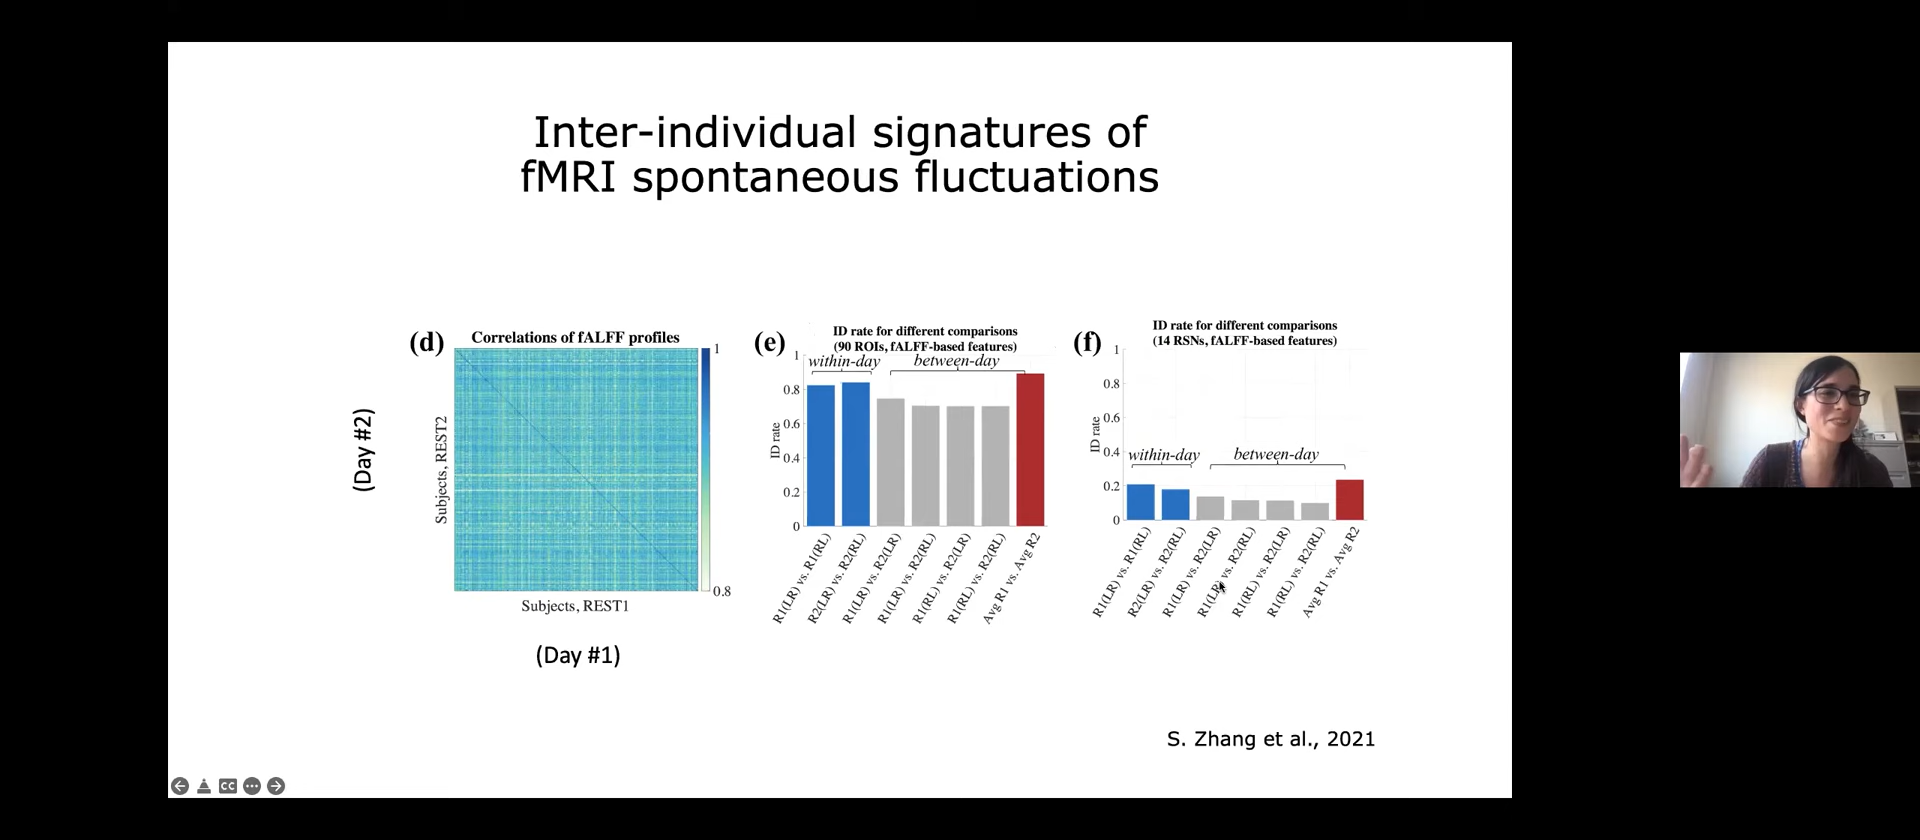 Inter-individual signatures of
fMRI spontaneous fluctuations
(d)
Correlations of fALFF profiles
1
0.8
(Day #2)
Subjects, REST2
Subjects, REST1
(Day #1)
(e)
ID rate for different comparisons
(90 ROIs, fALFF-based features)
within-day
between-day
1
0.8
0.6
0.4
0.2
0
ID rate
R1(LR) vs. R1(RL)
R2(LR) vs. R2(RL)
R1(LR) vs. R2(LR)
R1(LR) vs. R2(RL)
R1(RL) vs. R2(LR)
R1(RL) vs. R2(RL)
Avg R1 vs. Avg R2
(f)
ID rate for different comparisons
(14 RSNs, fALFF-based features)
1
0.8
0.6
0.4
0.2
0
ID rate
within-day
between-day
R1(LR) vs. R1(RL)
R2(LR) vs. R2(RL)
R1(LR) vs. R2(LR)
R1(LR) vs. R2(RL)
R1(RL) vs. R2(LR)
R1(RL) vs. R2(RL)
Avg R1 vs. Avg R2
S. Zhang et al., 2021
CC